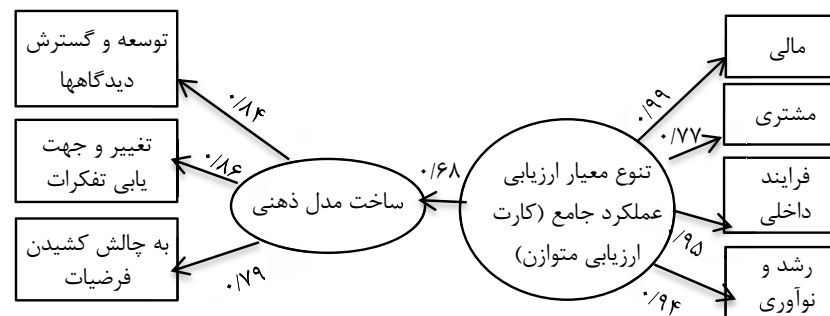 مالی
مشتری
فرایند
داخلی
رشد و
نوآوری
۰/۹۹
۰/۷۷
۰/۹۵
۰/۹۴
تنوع معیار ارزیابی
عملکرد جامع (کارت
ارزیابی متوازن)
۰/۶۸
ساخت مدل ذهنی
۰/۸۴
۰/۸۶
۰/۷۹
توسعه و گسترش
دیدگاهها
تغییر و جهت
یابی تفکرات
به چالش کشیدن
فرضیات